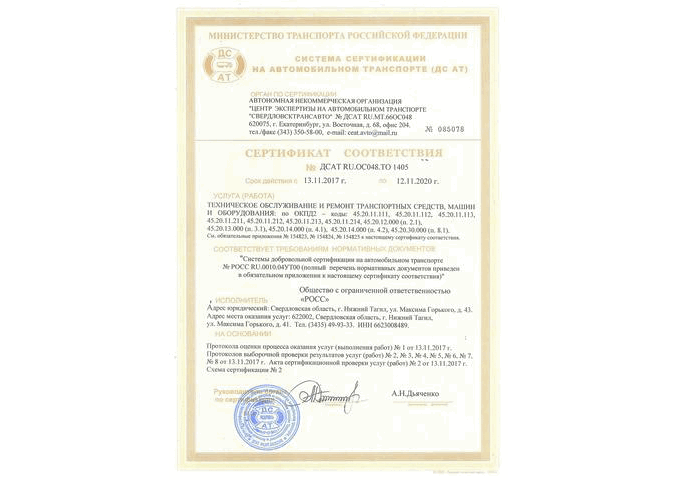 МИНИСТЕРСТВО ТРАНСПОРТА РОССИЙСКОЙ ФЕДЕРАЦИИ
ДС
АТ
СИСТЕМА СЕРТИФИКАЦИИ
НА АВТОМОБИЛЬНОМ ТРАНСПОРТЕ (ДС АТ)
ОРГАН ПО СЕРТИФИКАЦИИ
АВТОНОМНАЯ НЕКОММЕРЧЕСКАЯ ОРГАНИЗАЦИЯ
"ЦЕНТР ЭКСПЕРТИЗЫ НА АВТОМОБИЛЬНОМ ТРАНСПОРТЕ
"СВЕРДЛОВСКТРАНСАВТО" № ДСАТ RU.МТ.66ОС048
620075, г. Екатеринбург, ул. Восточная, д. 68, офис 204.
тел./факс (343) 350-58-00, e-mail: ceat.avto@mail.ru
№ 085078
СЕРТИФИКАТ СООТВЕТСТВИЯ
№ ДСАТ RU.ОС048.ТО 1405
Срок действия с 13.11.2017 г. по 12.11.2020 г.
УСЛУГА (РАБОТА)
ТЕХНИЧЕСКОЕ ОБСЛУЖИВАНИЕ И РЕМОНТ ТРАНСПОРТНЫХ СРЕДСТВ, МАШИН
И ОБОРУДОВАНИЯ: по ОКПД2 – коды: 45.20.11.111, 45.20.11.112, 45.20.11.113,
45.20.11.211, 45.20.11.212, 45.20.11.213, 45.20.11.214, 45.20.12.000 (п. 2.1),
45.20.13.000 (п. 3.1), 45.20.14.000 (п. 4.1), 45.20.14.000 (п. 4.2), 45.20.30.000 (п. 8.1).
См. обязательные приложения № 154823, № 154824, № 154825 к настоящему сертификату соответствия.
СООТВЕТСТВУЕТ ТРЕБОВАНИЯМ НОРМАТИВНЫХ ДОКУМЕНТОВ
"Системы добровольной сертификации на автомобильном транспорте
№ РОСС RU.0010.04УТ00 (полный перечень нормативных документов приведен
в обязательном приложении к настоящему сертификату соответствия)"
Общество с ограниченной ответственностью
ИСПОЛНИТЕЛЬ «РОСС»
Адрес юридический: Свердловская область, г. Нижний Тагил, ул. Максима Горького, д. 43.
Адрес места оказания услуг: 622002, Свердловская область, г. Нижний Тагил,
ул. Максима Горького, д. 41. Тел. (3435) 49-93-33. ИНН 6623008489.
НА ОСНОВАНИИ
Протокола оценки процесса оказания услуг (выполнения работ) № 1 от 13.11.2017 г.
Протоколов выборочной проверки результатов услуг (работ) № 2, № 3, № 4, № 5, № 6, № 7,
№ 8 от 13.11.2017 г. Акта сертификационной проверки услуг (работ) № 2 от 13.11.2017 г.
Схема сертификации № 2
Руководитель органа
по сертификации
А.Н.Дьяченко
ДС
АТ